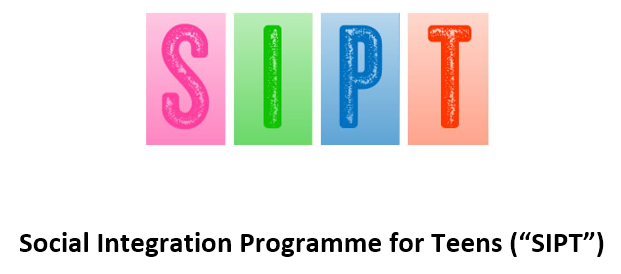 SIPT
Social Integration Programme for Teens (“SIPT”)